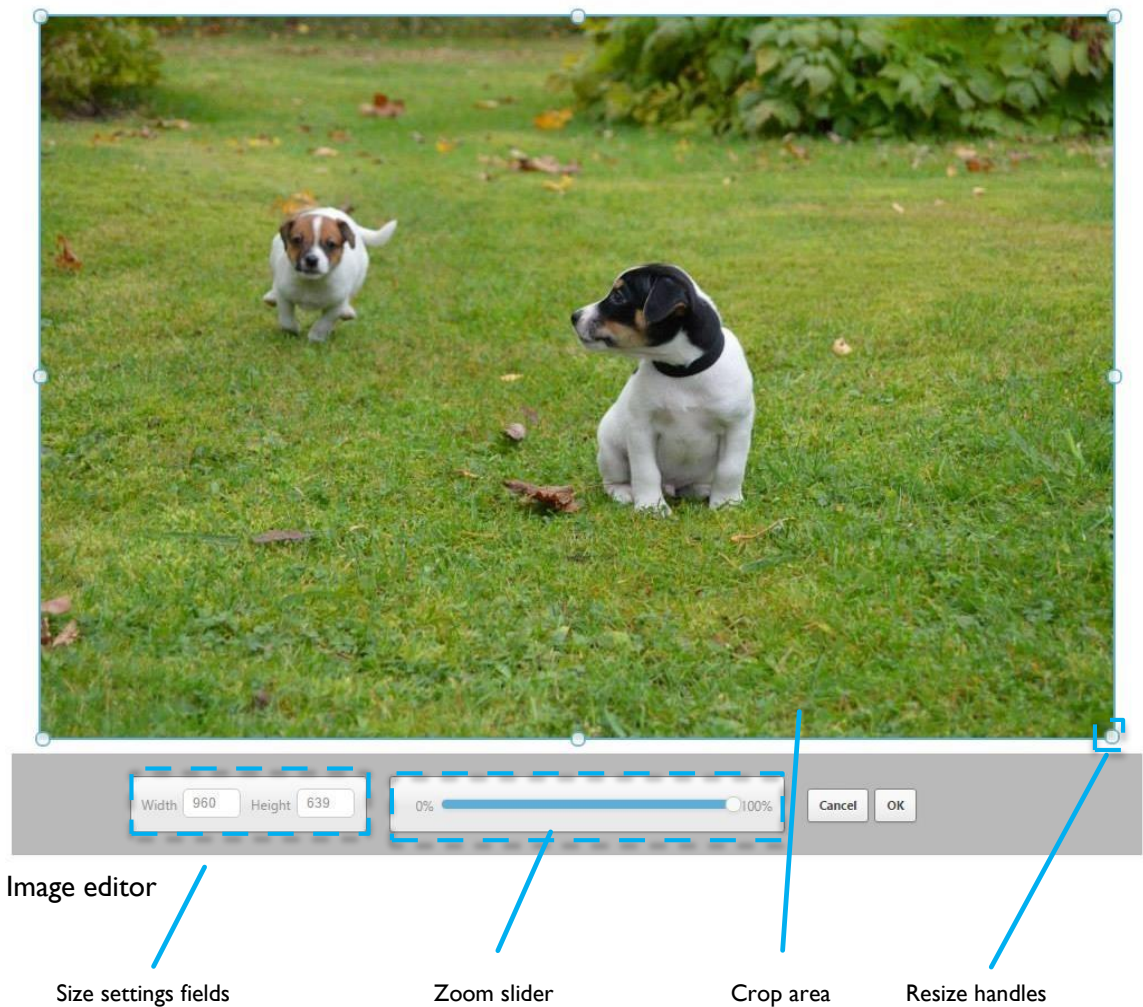 Width 960 Height 639 0% 100% Cancel OK
Image editor
Size settings fields Zoom slider Crop area Resize handles